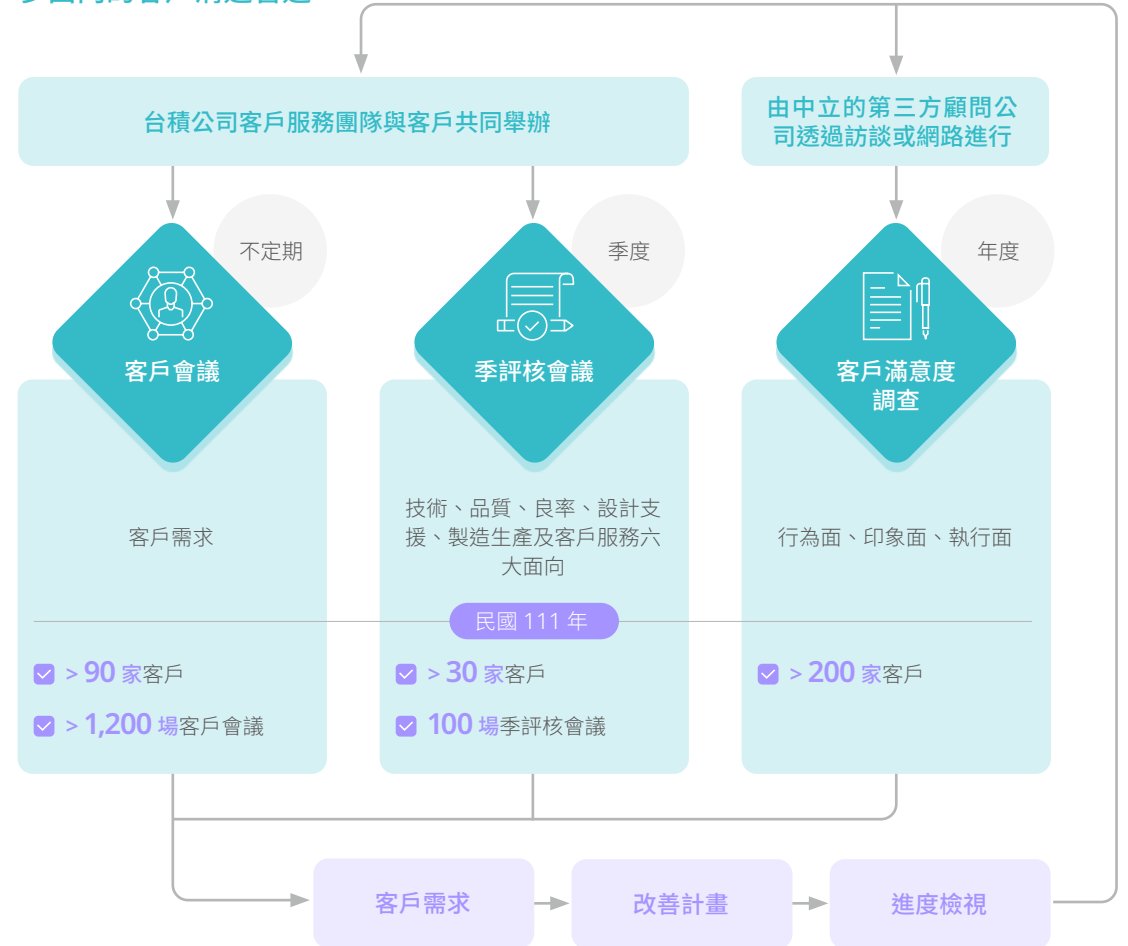 台積公司客戶服務團隊與客戶共同舉辦
由中立的第三方顧問公
司透過訪談或網路進行
不定期
客戶會議
客戶需求
季度
季評核會議
技術、品質、良率、設計支
援、製造生產及客戶服務六
大面向
年度
客戶滿意度
調查
行為面、印象面、執行面
民國 111 年
> 90 家客戶
> 1,200 場客戶會議
> 30 家客戶
100 場季評核會議
> 200 家客戶
客戶需求
改善計畫
進度檢視